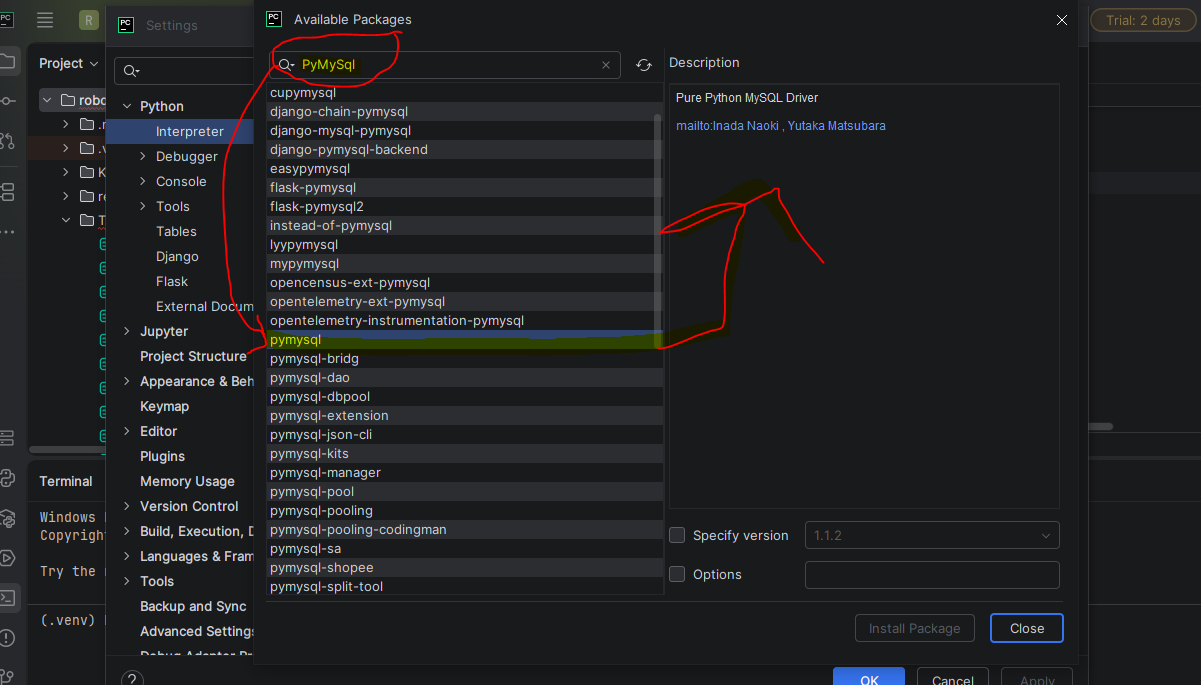 PC
R
PC
Settings
PC
Available Packages
Trial: 2 days
Project
PyMySql
Description
robo
Python
Interpreter
Debugger
Console
Tools
Tables
Django
Flask
External Docum
Jupyter
Project Structure
Appearance & Beh
Keymap
Editor
Plugins
Memory Usage
Version Control
Build, Execution, D
Languages & Fram
Tools
Backup and Sync
Advanced Settings
Debug Adapter Pr
cupymysql
django-chain-pymysql
django-mysql-pymysql
django-pymysql-backend
easypymysql
flask-pymysql
flask-pymysql2
instead-of-pymysql
lyypymysql
mypymysql
opencensus-ext-pymysql
opentelemetry-ext-pymysql
opentelemetry-instrumentation-pymysql
pymysql
pymysql-bridg
pymysql-dao
pymysql-dbpool
pymysql-extension
pymysql-json-cli
pymysql-kits
pymysql-manager
pymysql-pool
pymysql-pooling
pymysql-pooling-codingman
pymysql-sa
pymysql-shopee
pymysql-split-tool
Pure Python MySQL Driver
mailto:Inada Naoki , Yutaka Matsubara
Specify version
1.1.2
Options
Install Package
Close
Terminal
Windows
Copyright
Try the
(.venv)
?
OK
Cancel
Apply